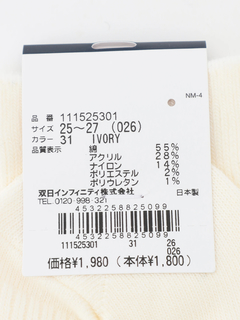 NM-4
品 番 111525301
サイズ 25～27 (026)
カラー 31 IVORY
品質表示 綿 55%
アクリル 28%
ナイロン 14%
ポリエステル 2%
ポリウレタン 1%
双日インフィニティ株式会社 日本製
TEL.0120-998-321
4532258825099
111525301 31 26
026
価格¥1,980 (本体¥1,800)
4532258825099